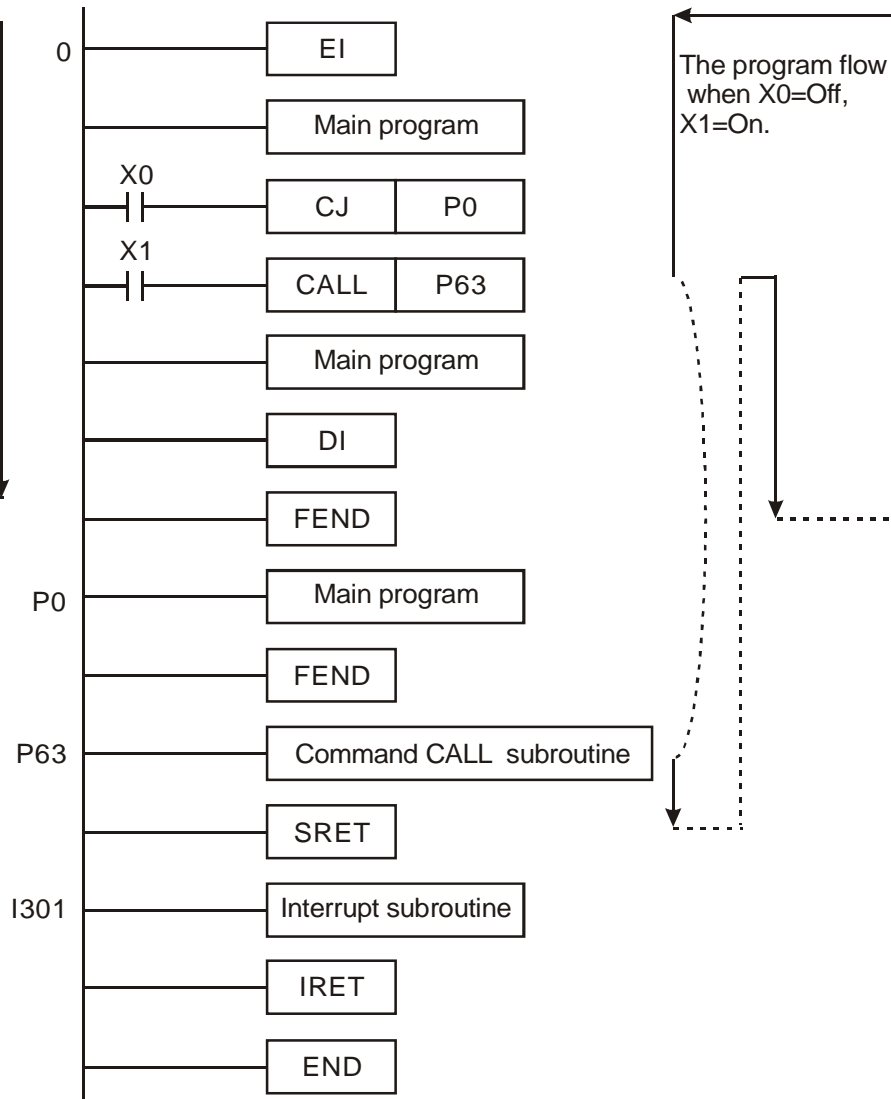 0 EI
The program flow
when X0=Off,
X1=On.
Main program
X0
CJ P0
X1
CALL P63
Main program
DI
FEND
P0 Main program
FEND
P63 Command CALL subroutine
SRET
I301 Interrupt subroutine
IRET
END